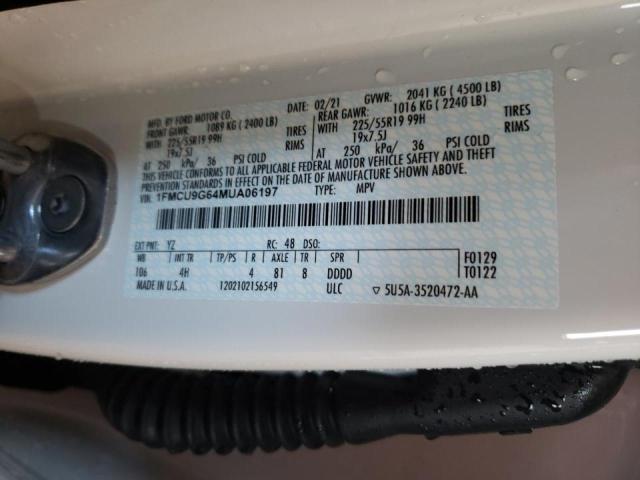 MFD. BY FORD MOTOR CO.
DATE: 02/21 GVWR: 2041 KG ( 4500 LB)
FRONT GAWR: 1089 KG ( 2400 LB)
REAR GAWR: 1016 KG ( 2240 LB)
225/55R19 99H TIRES
225/55R19 99H TIRES
19x7.5J RIMS
19x7.5J RIMS
AT 250 kPa/ 36 PSI COLD
AT 250 kPa/ 36 PSI COLD
THIS VEHICLE CONFORMS TO ALL APPLICABLE FEDERAL MOTOR VEHICLE SAFETY AND THEFT
PREVENTION STANDARDS IN EFFECT ON THE DATE OF MANUFACTURE SHOWN ABOVE.
VIN: 1FMCU9G64MUA06197 TYPE: MPV
EXT PNT: YZ RC: 48 DSO:
WB INT TR TP/PS R AXLE TR SPR F0129
106 4H 4 81 8 DDDD T0122
MADE IN U.S.A. 1202102156549 ULC ▽ 5U5A-3520472-AA